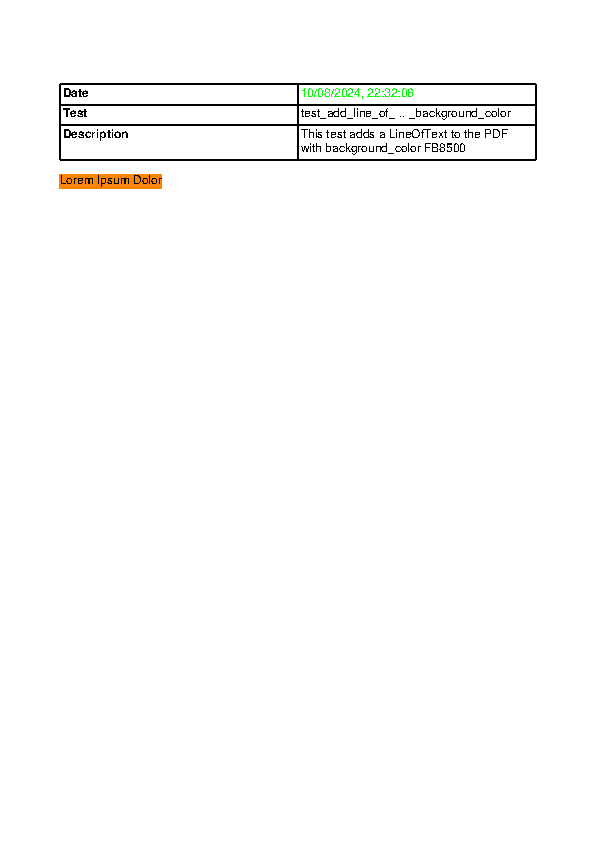 Date 10/08/2024, 22:32:06
Test test_add_line_of_ .. _background_color
Description This test adds a LineOfText to the PDF
with background_color FB8500
Lorem Ipsum Dolor